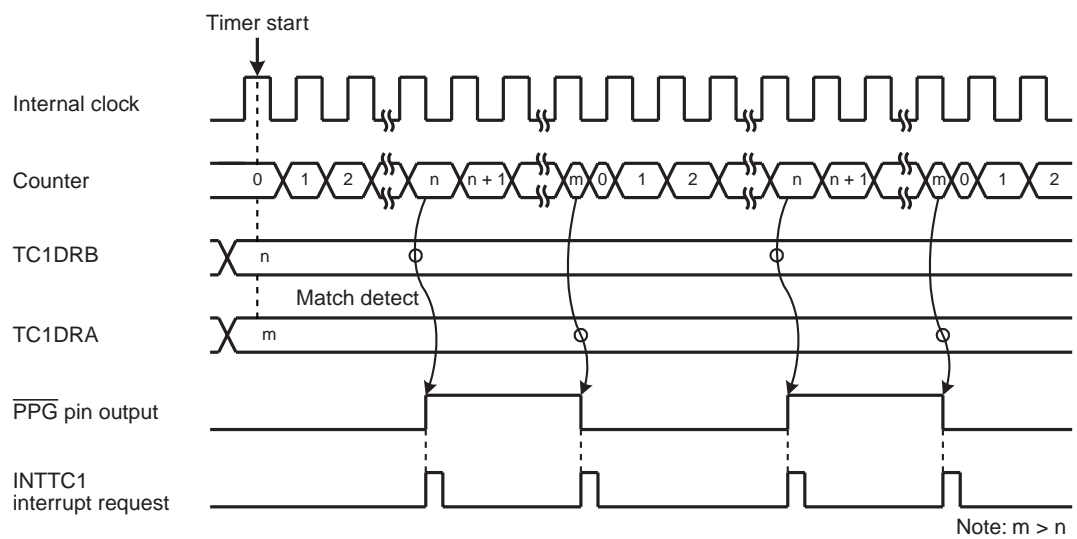 Timer start
Internal clock
Counter
0 1 2 n n + 1 m 0 1 2 n n + 1 m 0 1 2
TC1DRB
n
Match detect
TC1DRA
m
PPG pin output
INTTC1
interrupt request
Note: m > n